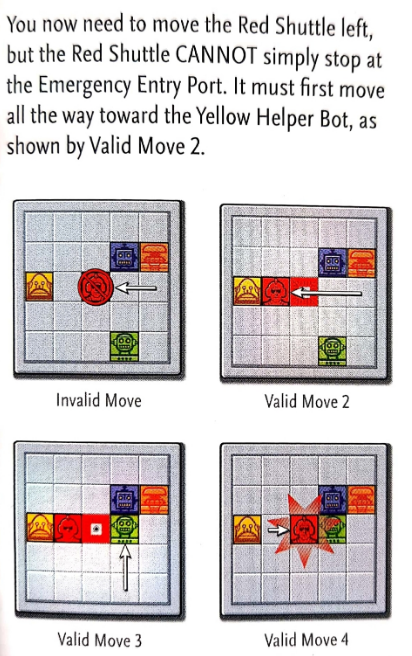 You now need to move the Red Shuttle left,
but the Red Shuttle CANNOT simply stop at
the Emergency Entry Port. It must first move
all the way toward the Yellow Helper Bot, as
shown by Valid Move 2.
Invalid Move
Valid Move 2
Valid Move 3
Valid Move 4